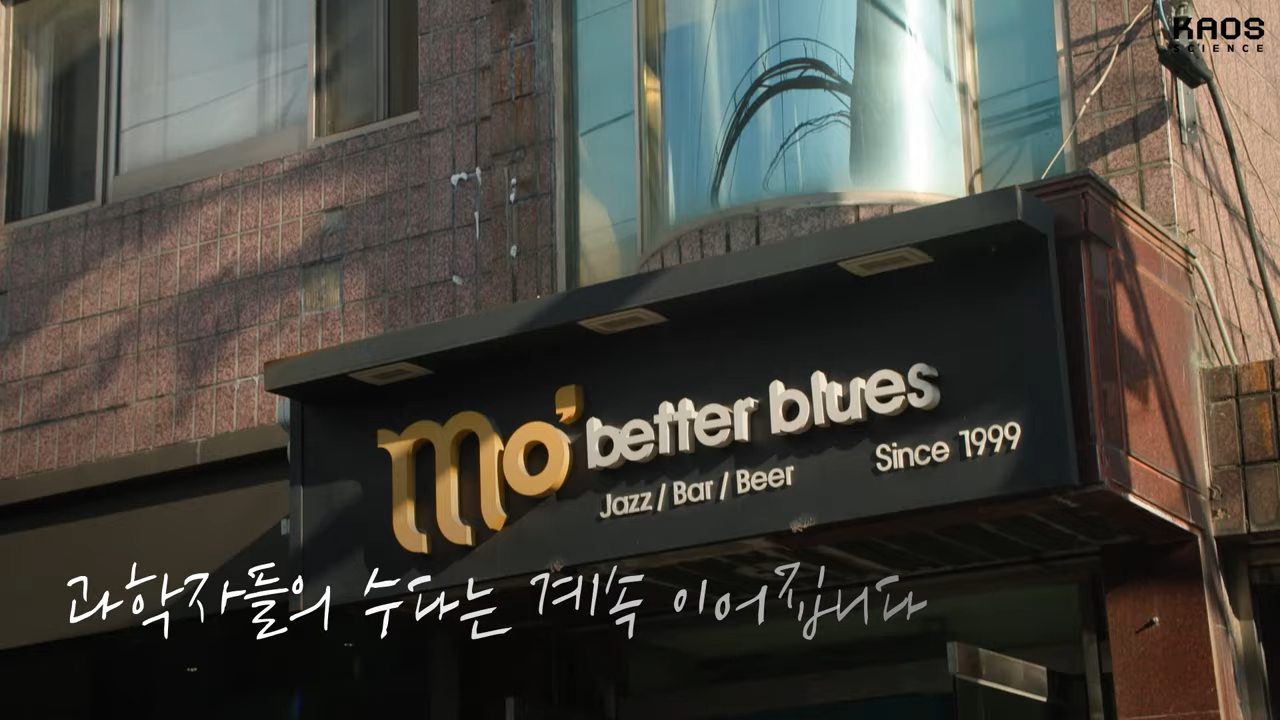 KAOS
SCIENCE
mo' better blues
Jazz / Bar / Beer
Since 1999
과학자들의 수다는 계속 이어집니다